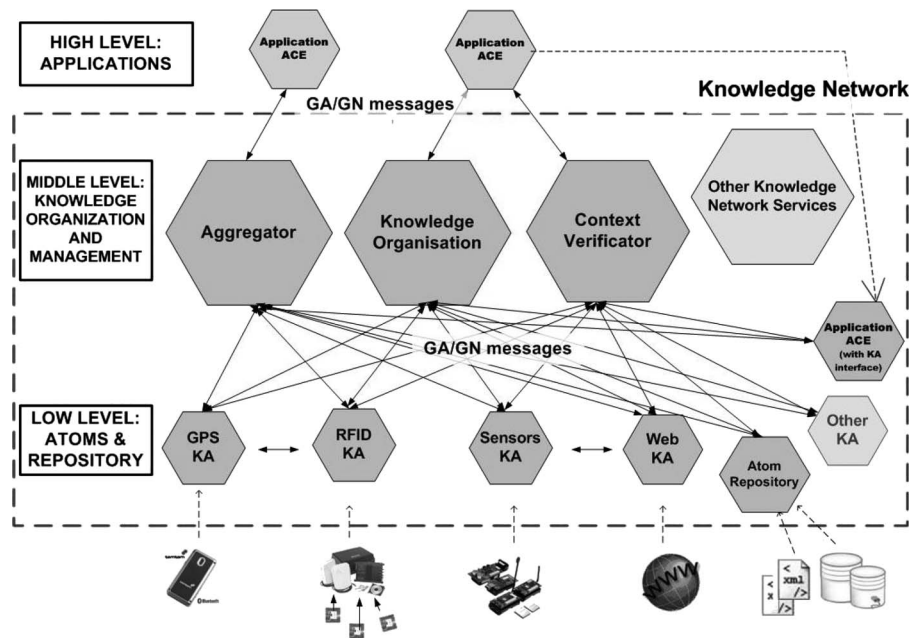 HIGH LEVEL:
APPLICATIONS
Application
ACE
Application
ACE
GA/GN messages
Knowledge Network
MIDDLE LEVEL:
KNOWLEDGE
ORGANIZATION
AND
MANAGEMENT
Aggregator
Knowledge
Organisation
Context
Verificator
Other Knowledge
Network Services
GA/GN messages
Application
ACE
(with KA
interface)
LOW LEVEL:
ATOMS &
REPOSITORY
GPS
KA
RFID
KA
Sensors
KA
Web
KA
Atom
Repository
Other
KA
Bluetooth
WWW
<
x
/>
<
xml
/>